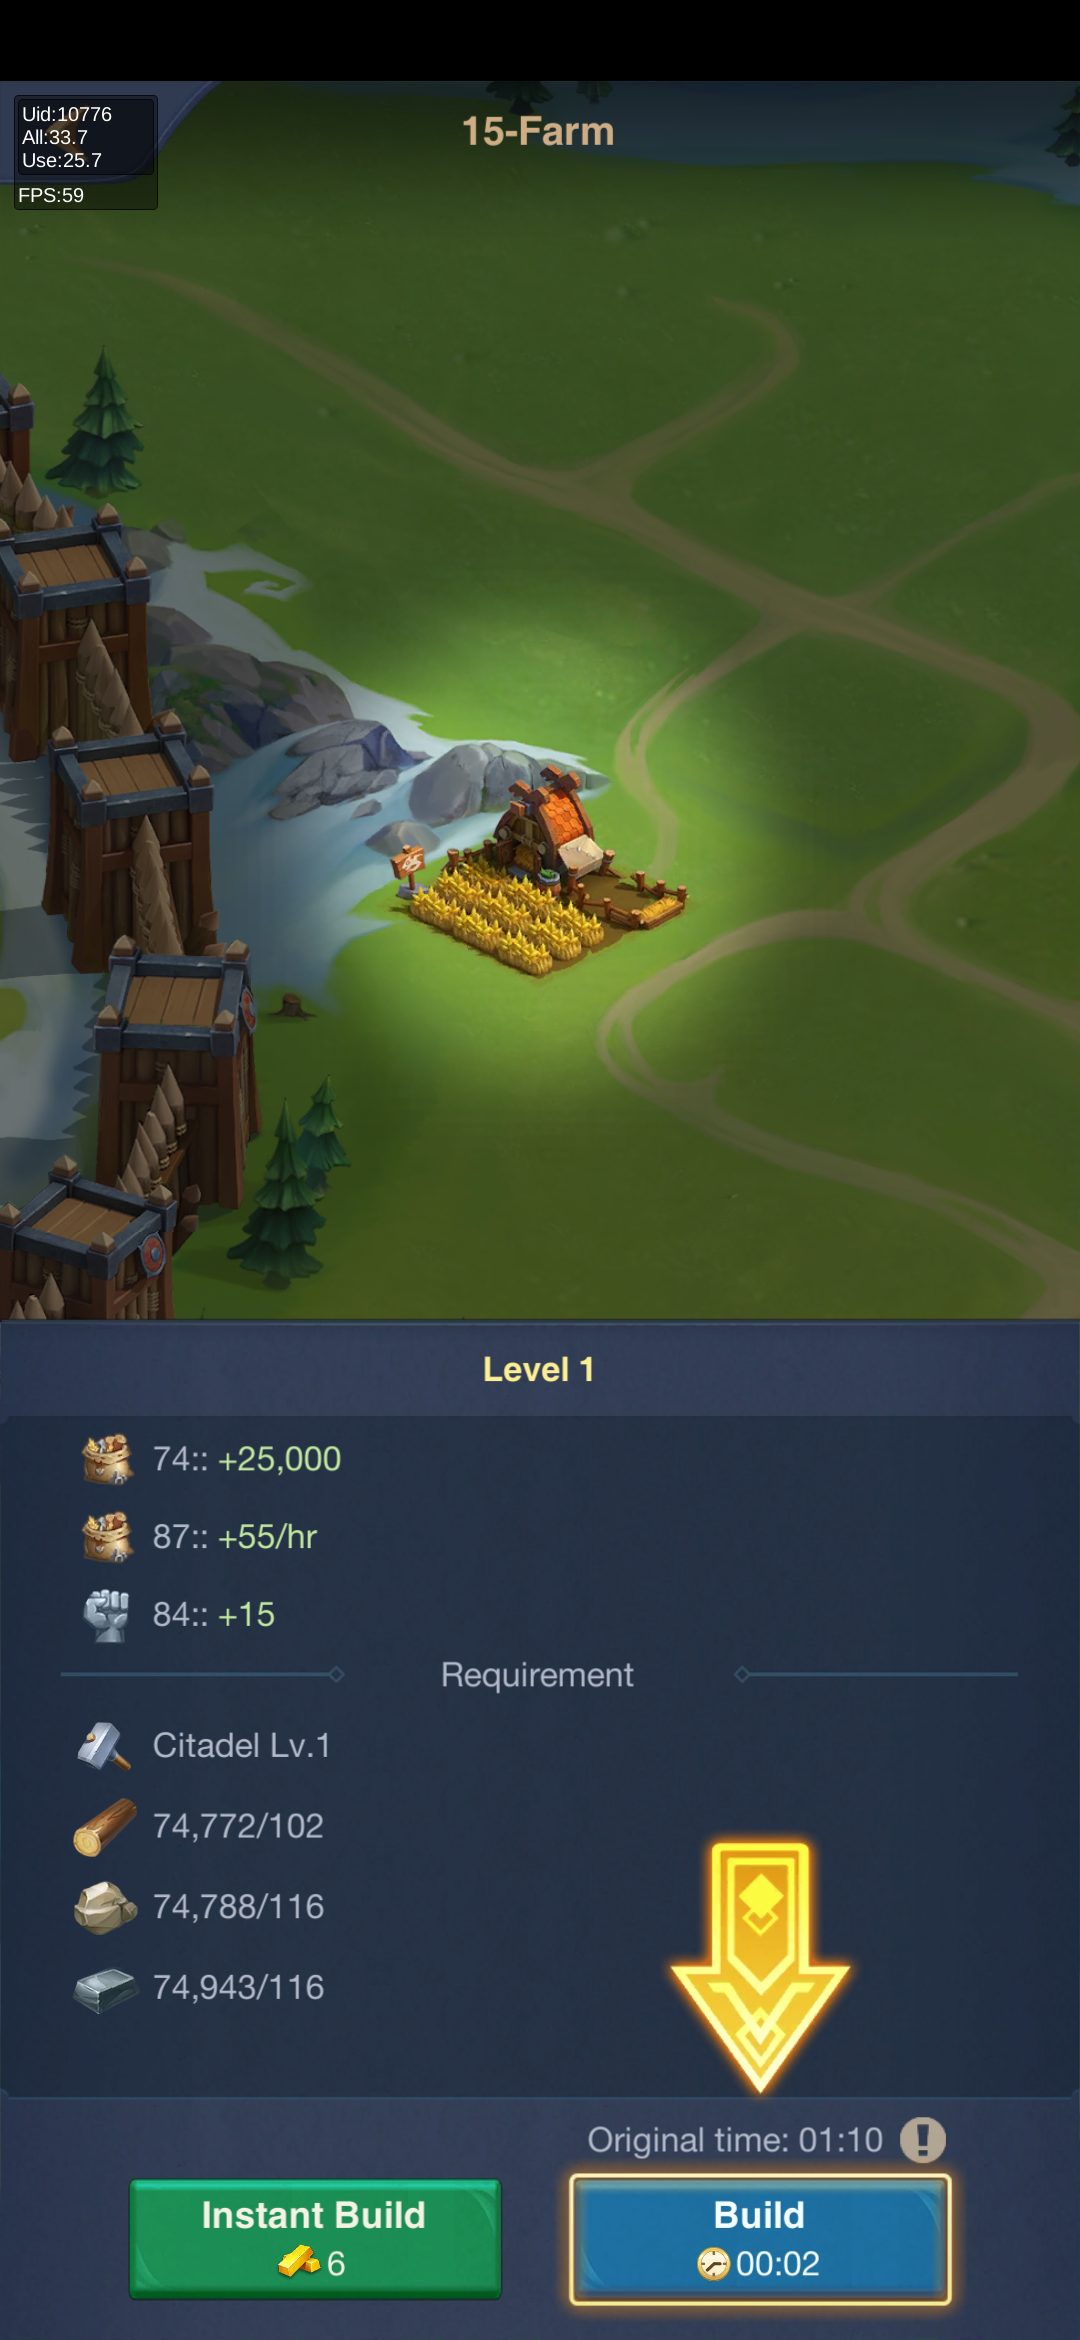 Uid:10776
All:33.7
Use:25.7
FPS:59
15-Farm
Level 1
74:: +25,000
87:: +55/hr
84:: +15
Requirement
Citadel Lv.1
74,772/102
74,788/116
74,943/116
Original time: 01:10
Instant Build
6
Build
00:02